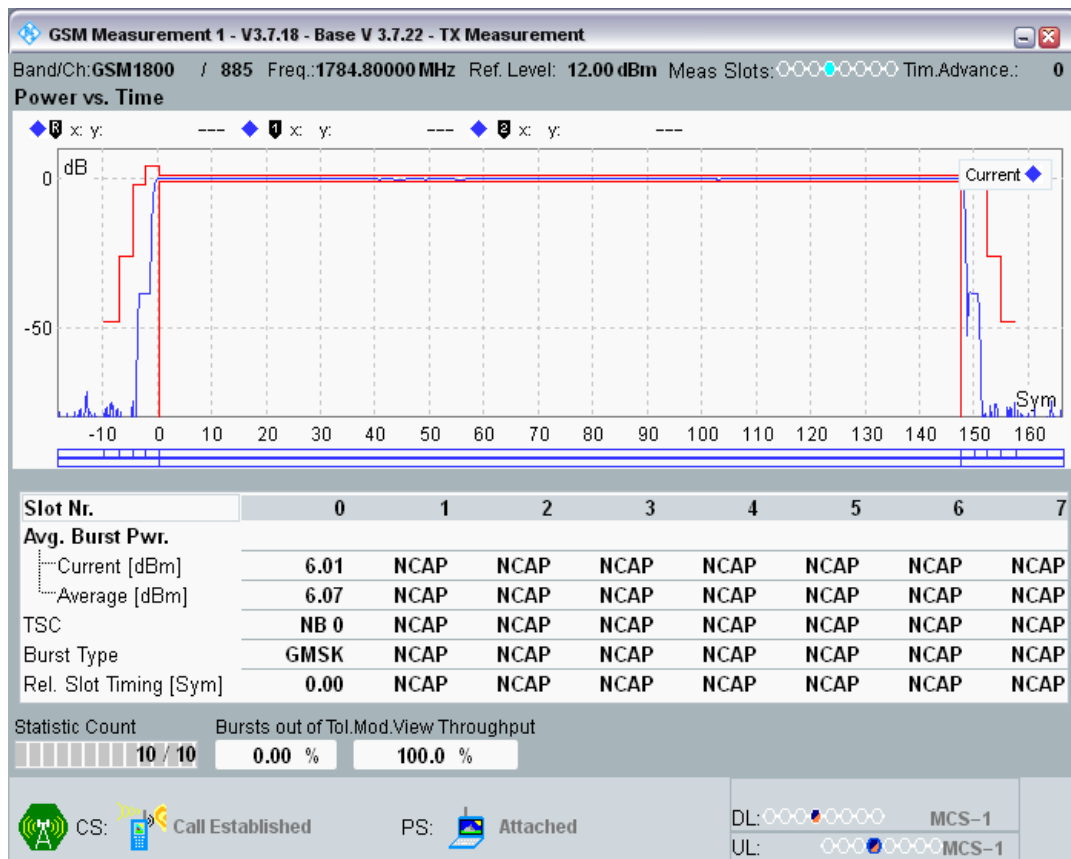 GSM Measurement 1 - V3.7.18 - Base V 3.7.22 - TX Measurement
Band/Ch:GSM1800 / 885 Freq.:1784.80000 MHz Ref. Level: 12.00 dBm Meas Slots: Tim.Advance.: 0
Power vs. Time
R x: y: --- 1 x: y: --- 2 x: y: ---
dB
Current
0
-50
Sym
-10 0 10 20 30 40 50 60 70 80 90 100 110 120 130 140 150 160
Slot Nr. 0 1 2 3 4 5 6 7
Avg. Burst Pwr.
Current [dBm] 6.01 NCAP NCAP NCAP NCAP NCAP NCAP NCAP
Average [dBm] 6.07 NCAP NCAP NCAP NCAP NCAP NCAP NCAP
TSC NB 0 NCAP NCAP NCAP NCAP NCAP NCAP NCAP
Burst Type GMSK NCAP NCAP NCAP NCAP NCAP NCAP NCAP
Rel. Slot Timing [Sym] 0.00 NCAP NCAP NCAP NCAP NCAP NCAP NCAP
Statistic Count Bursts out of Tol.Mod.View Throughput
10 / 10 0.00 % 100.0 %
CS: Call Established PS: Attached
DL: MCS-1
UL: MCS-1